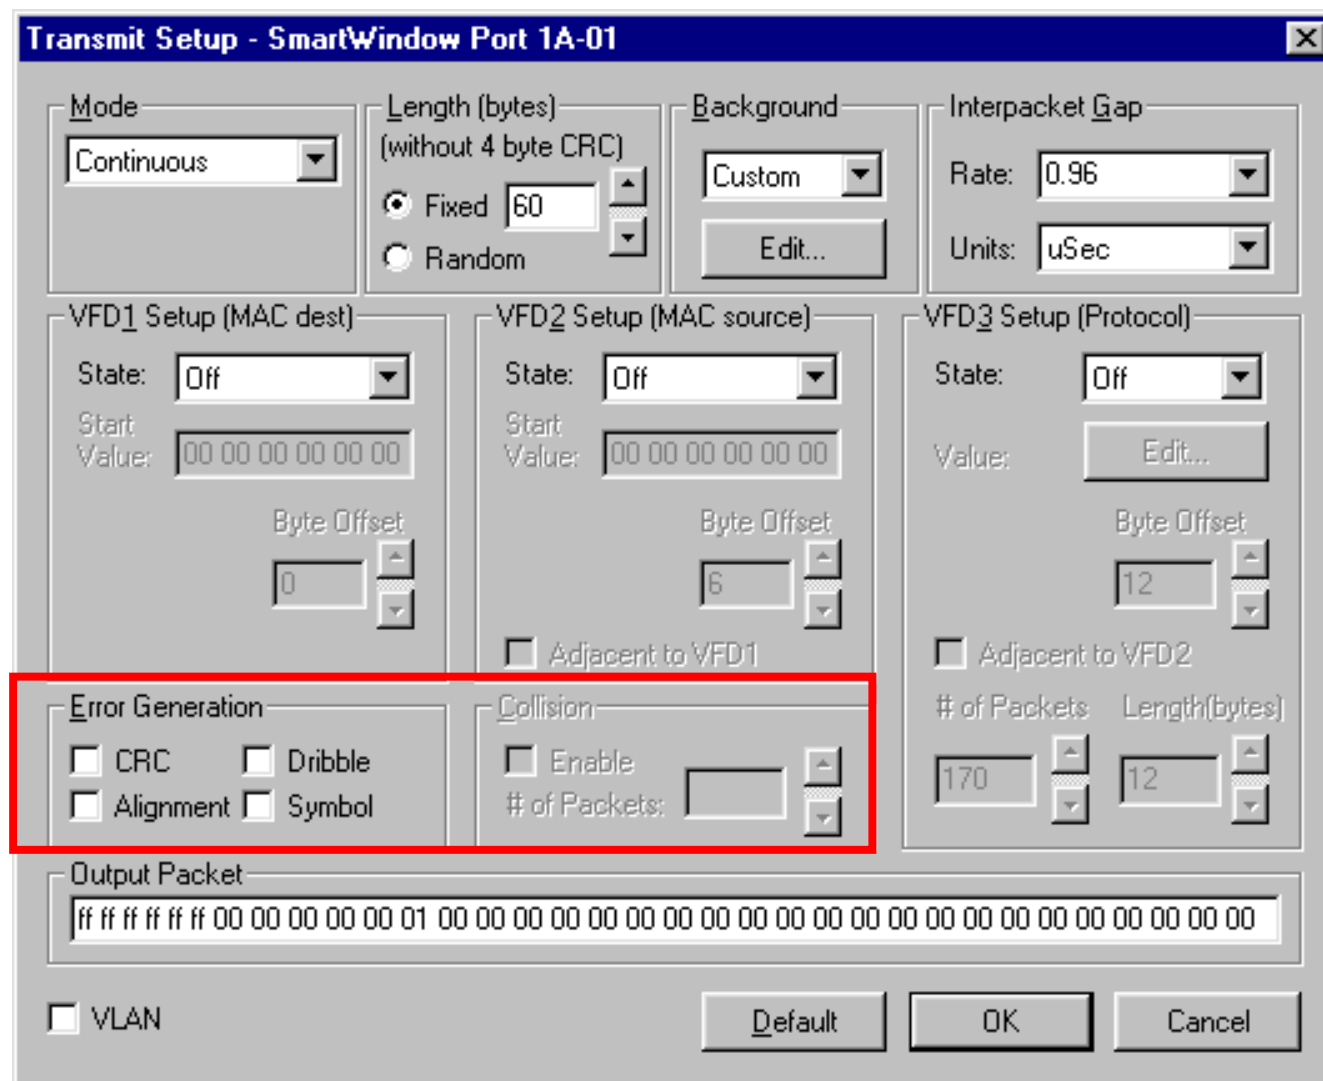 Transmit Setup - SmartWindow Port 1A-01
Mode
Continuous
Length (bytes)
(without 4 byte CRC)
Fixed 60
Random
Background
Custom
Edit...
Interpacket Gap
Rate: 0.96
Units: uSec
VFD1 Setup (MAC dest)
State: Off
Start
Value: 00 00 00 00 00 00
Byte Offset
0
VFD2 Setup (MAC source)
State: Off
Start
Value: 00 00 00 00 00 00
Byte Offset
6
Adjacent to VFD1
VFD3 Setup (Protocol)
State: Off
Value: Edit...
Byte Offset
12
Adjacent to VFD2
# of Packets Length(bytes)
170 12
Error Generation
CRC Dribble
Alignment Symbol
Collision
Enable
# of Packets:
Output Packet
ff ff ff ff ff ff 00 00 00 00 00 01 00 00 00 00 00 00 00 00 00 00 00 00 00 00 00 00 00 00 00 00 00 00 00
VLAN
Default OK Cancel